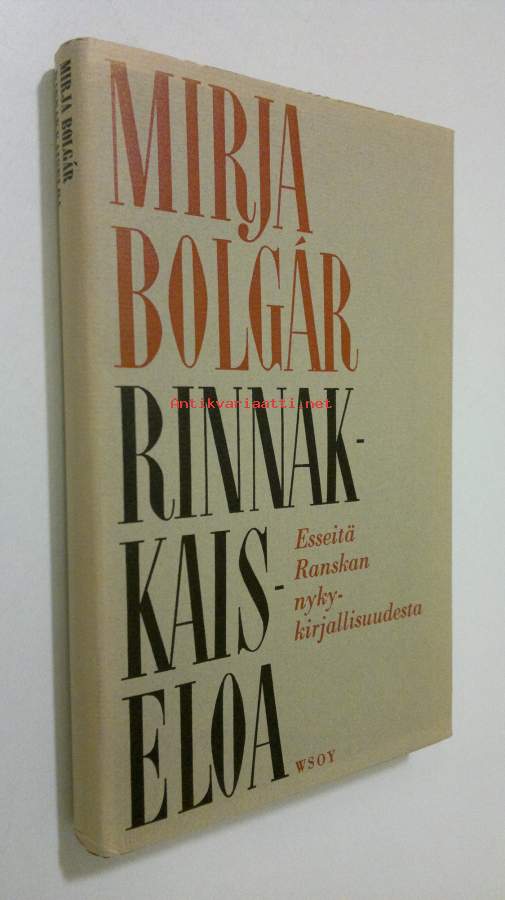 MIRJA
BOLGÁR
RINNAK-
KAIS-
ELOA
Esseitä
Ranskan
nyky-
kirjallisuudesta
WSOY
MIRJA BOLGÁR
Antikvariaatti.net